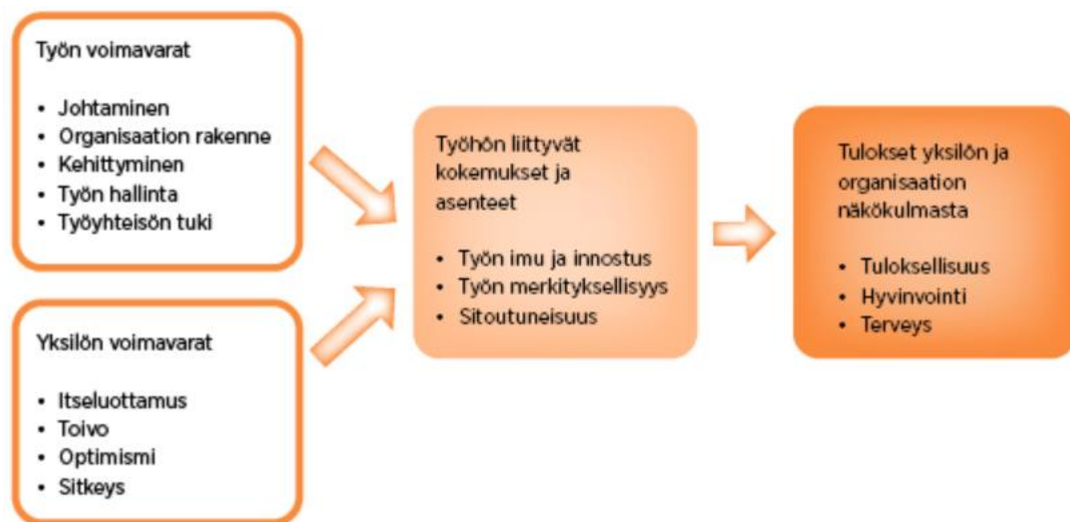 Työn voimavarat
• Johtaminen
• Organisaation rakenne
• Kehittyminen
• Työn hallinta
• Työyhteisön tuki
Yksilön voimavarat
• Itseluottamus
• Toivo
• Optimismi
• Sitkeys
Työhön liittyvät
kokemukset ja
asenteet
• Työn imu ja innostus
• Työn merkityksellisyys
• Sitoutuneisuus
Tulokset yksilön ja
organisaation
näkökulmasta
• Tuloksellisuus
• Hyvinvointi
• Terveys